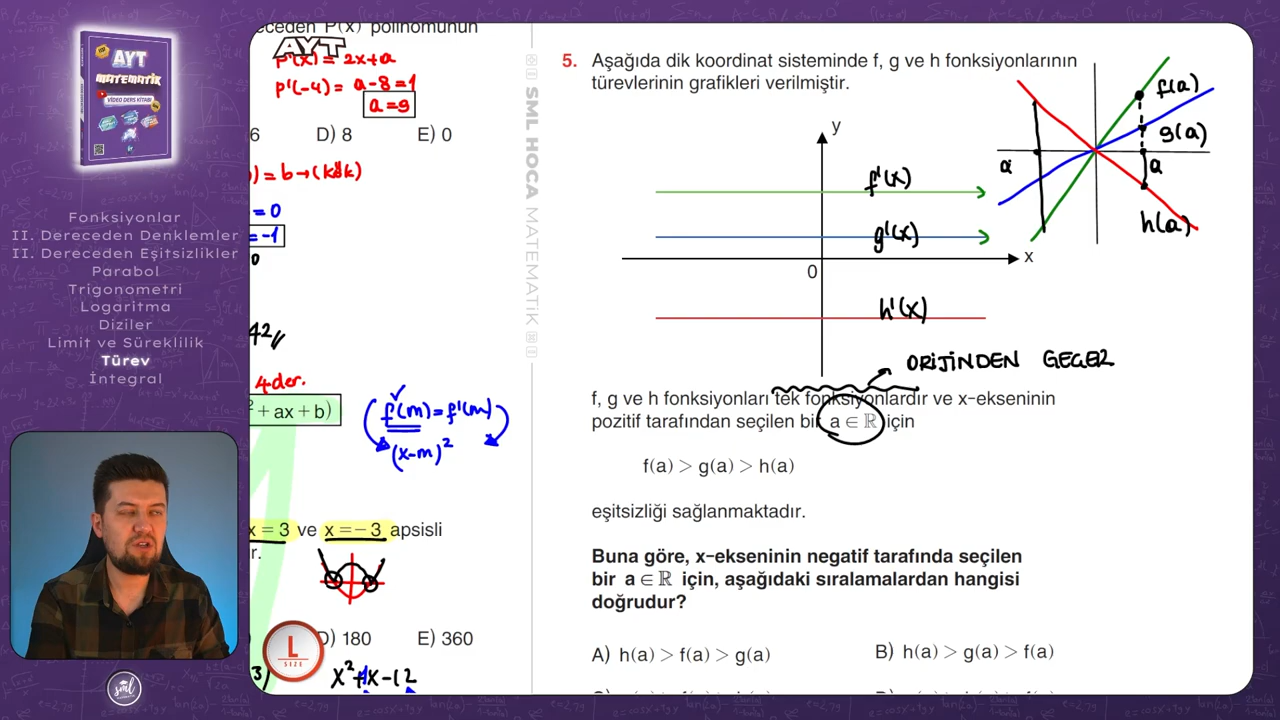 eceden P(x) polinomunun
AYT
P'(x) = 2x+a
P'(-4) = a-8=1
a=9
6
D) 8
E) 0
= 0
= -1
0
42
4 der.
+ ax + b)
f(m) = f'(m)
(x-m)²
x = 3 ve x = -3 apsisli
r.
D) 180
E) 360
AYT
MATEMATİK
VİDEO DERS KİTABI
Fonksiyonlar
II. Dereceden Denklemler
II. Dereceden Eşitsizlikler
Parabol
Trigonometri
Logaritma
Diziler
Limit ve Süreklilik
Türev
İntegral
L
SIZE
sml
SML HOCA MATEMATİK
5. Aşağıda dik koordinat sisteminde f, g ve h fonksiyonlarının
türevlerinin grafikleri verilmiştir.
y
f'(x)
g'(x)
0
x
h'(x)
f(a)
g(a)
a
a
h(a)
ORİJİNDEN GEÇER
f, g ve h fonksiyonları tek fonksiyonlardır ve x-ekseninin
pozitif tarafından seçilen bir a ∈ ℝ için
f(a) > g(a) > h(a)
eşitsizliği sağlanmaktadır.
Buna göre, x-ekseninin negatif tarafında seçilen
bir a ∈ ℝ için, aşağıdaki sıralamalardan hangisi
doğrudur?
A) h(a) > f(a) > g(a)
B) h(a) > g(a) > f(a)